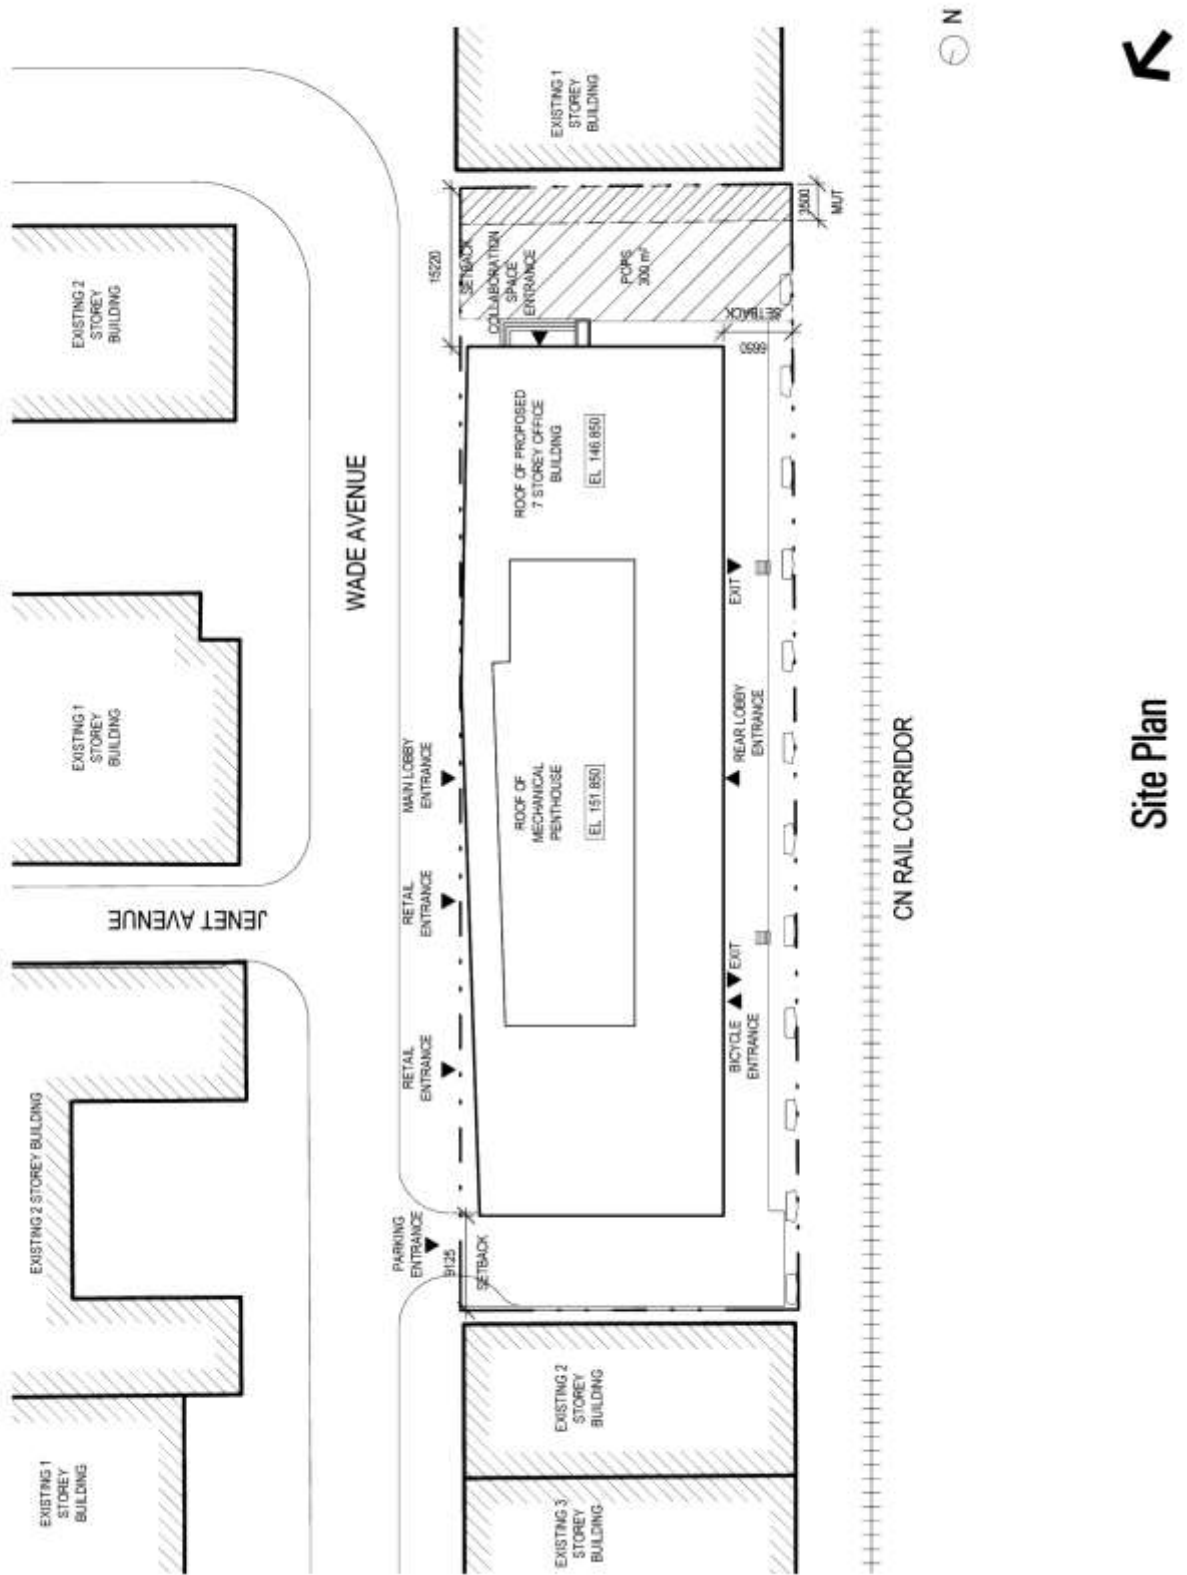 N
EXISTING 1
STOREY
BUILDING
EXISTING 2
STOREY
BUILDING
15220
SETBACK
COLLABORATION
SPACE
ENTRANCE
POPS
300 m²
3500
MUT
SETBACK
6650
WADE AVENUE
ROOF OF PROPOSED
7 STOREY OFFICE
BUILDING
EL 146.850
EXIT
EXISTING 1
STOREY
BUILDING
MAIN LOBBY
ENTRANCE
ROOF OF
MECHANICAL
PENTHOUSE
EL 151.850
REAR LOBBY
ENTRANCE
CN RAIL CORRIDOR
Site Plan
JENET AVENUE
RETAIL
ENTRANCE
EXIT
RETAIL
ENTRANCE
BICYCLE
ENTRANCE
EXISTING 2 STOREY BUILDING
PARKING
ENTRANCE
9125
SETBACK
EXISTING 2
STOREY
BUILDING
EXISTING 1
STOREY
BUILDING
EXISTING 3
STOREY
BUILDING